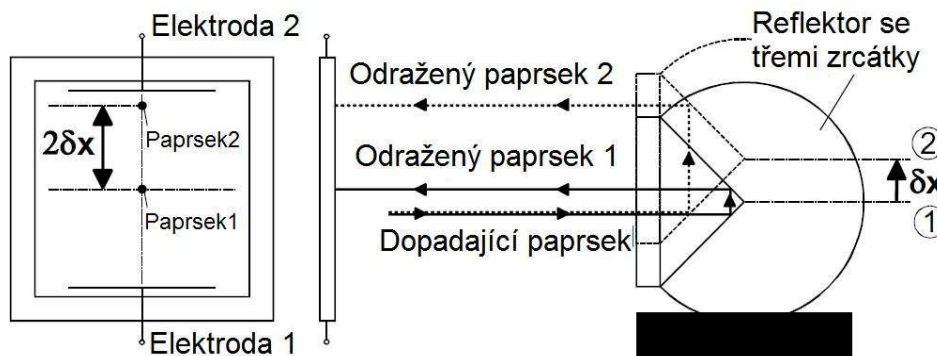 Elektroda 2
2δx
Paprsek2
Paprsek1
Elektroda 1
Odražený paprsek 2
Odražený paprsek 1
Dopadající paprsek
Reflektor se
třemi zrcátky
②
δx
①